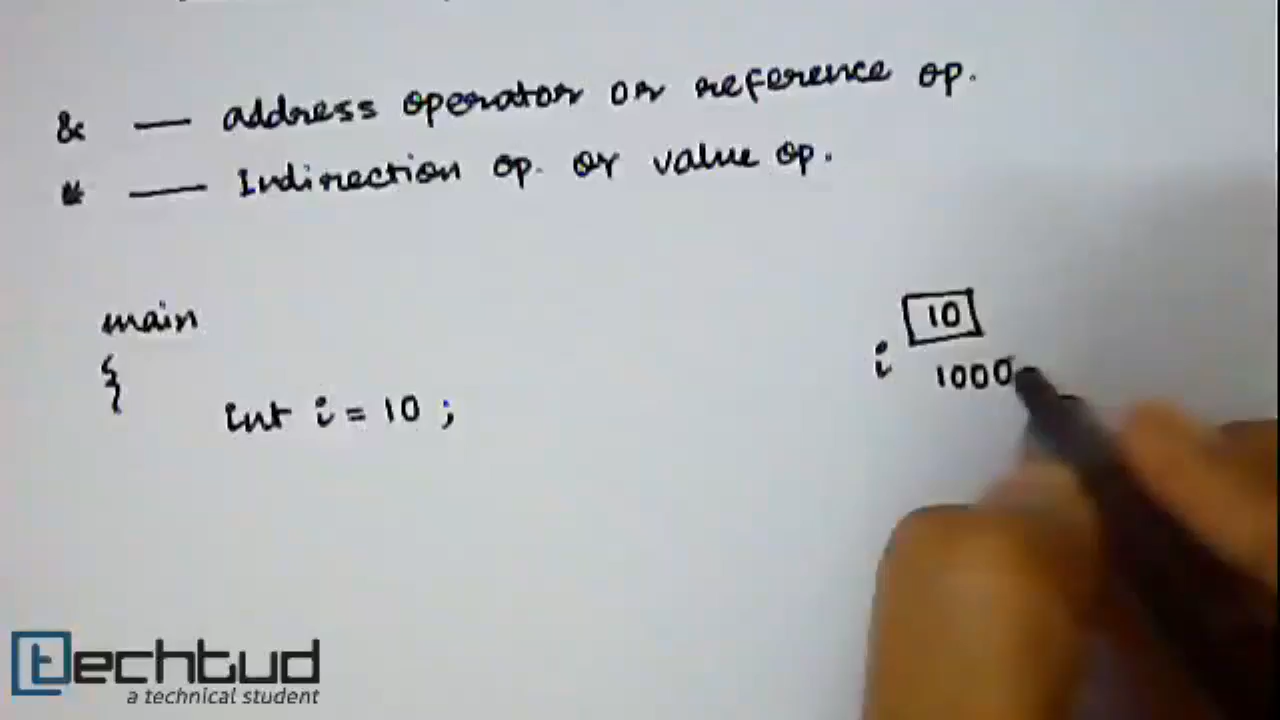 & — address operator or reference op.
* — Indirection op. or value op.
main
{
int i = 10 ;
10
i
1000
techtud
a technical student